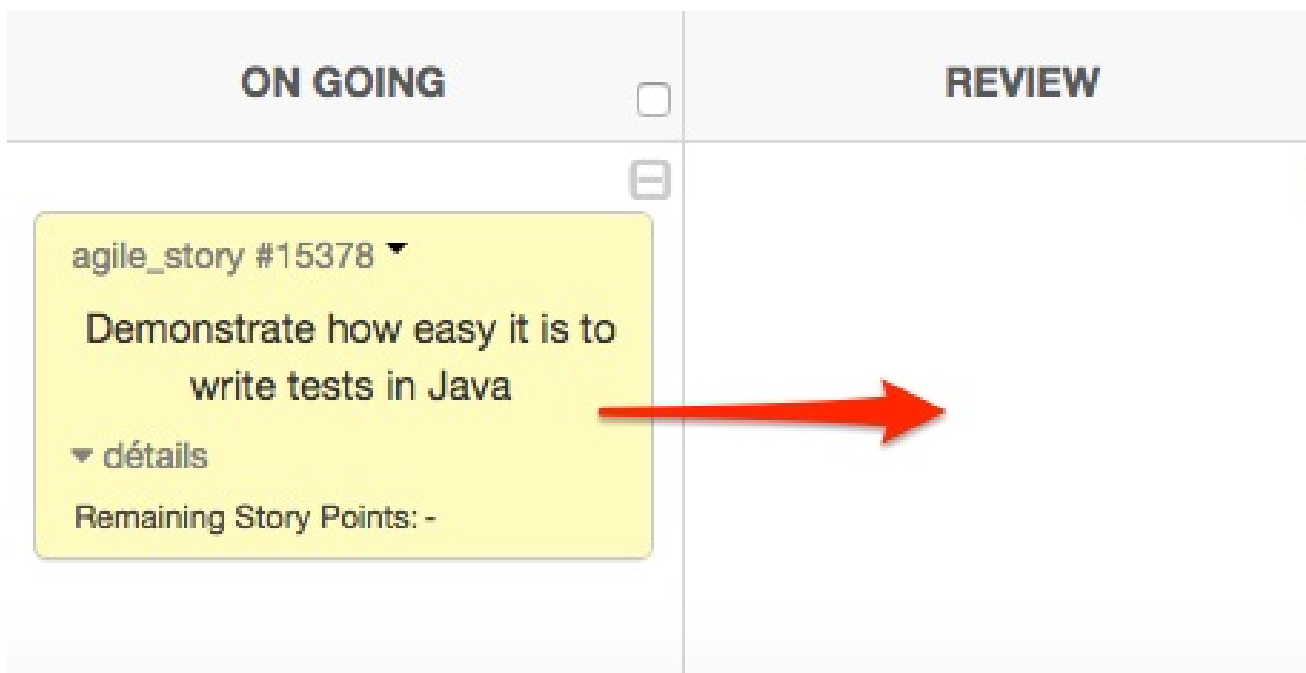 ON GOING
REVIEW
agile_story #15378
Demonstrate how easy it is to
write tests in Java
détails
Remaining Story Points: -